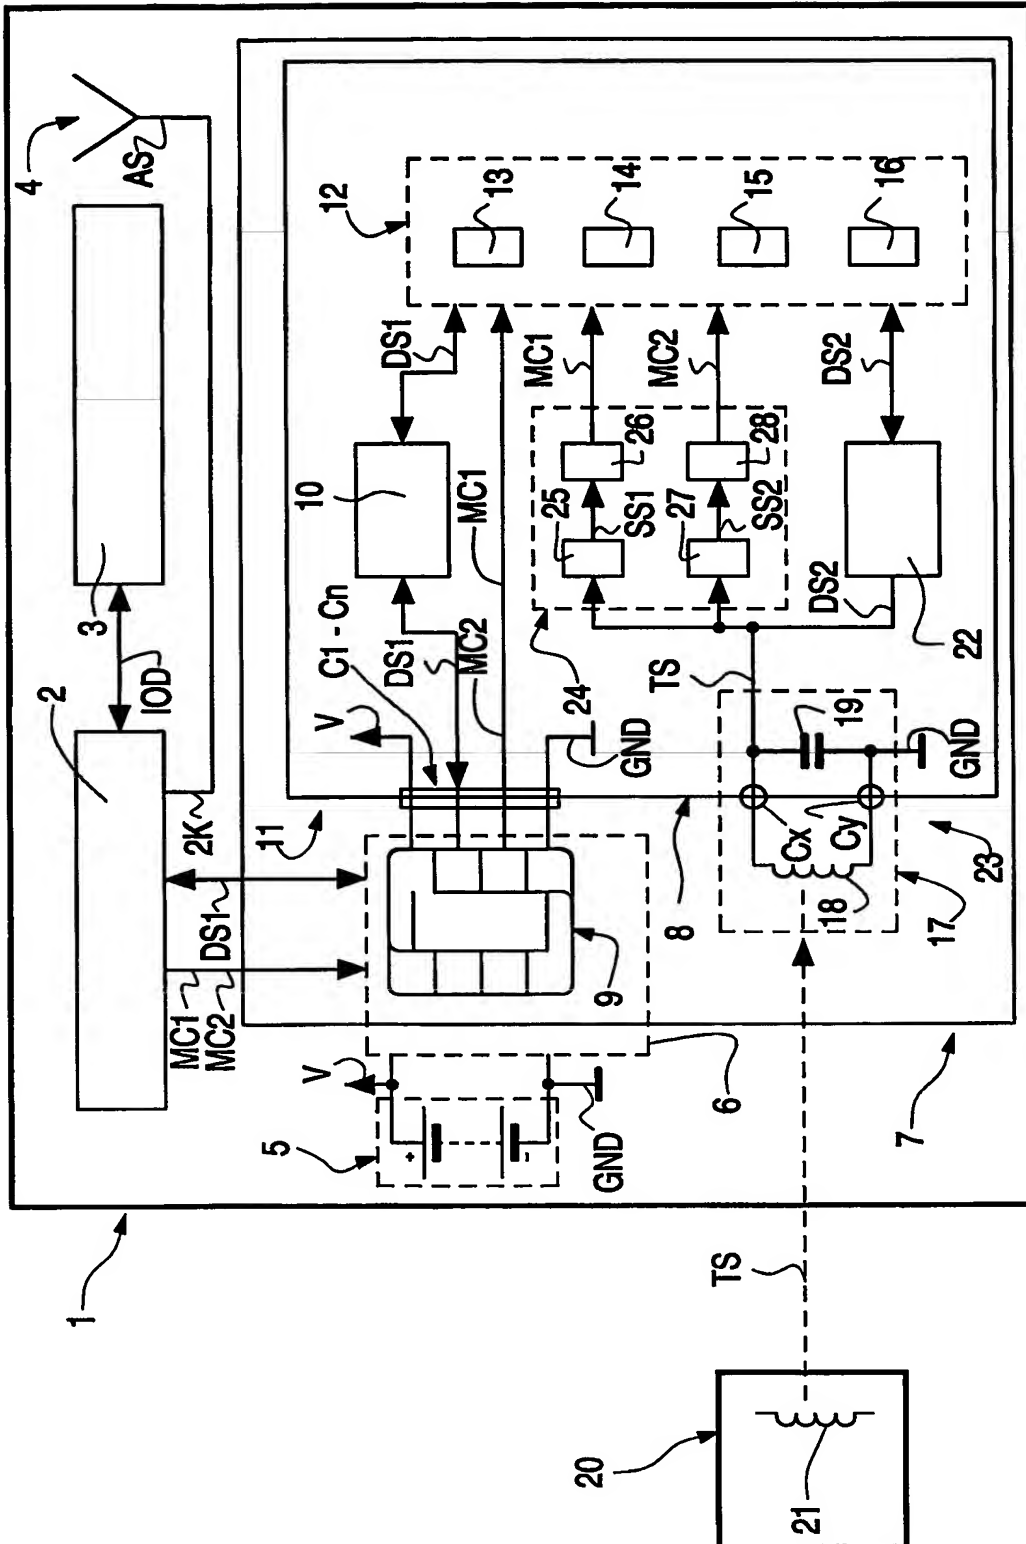 1
2
3
4
AS
IOD
2K
DS1
MC1
MC2
5
V
GND
6
7
8
9
11
V
C1 - Cn
DS1
MC2
MC1
10
DS1
12
13
14
15
16
MC1
MC2
DS2
24
25
26
SS1
27
28
SS2
DS2
22
GND
TS
17
18
19
Cx
Cy
GND
23
TS
20
21
+
-